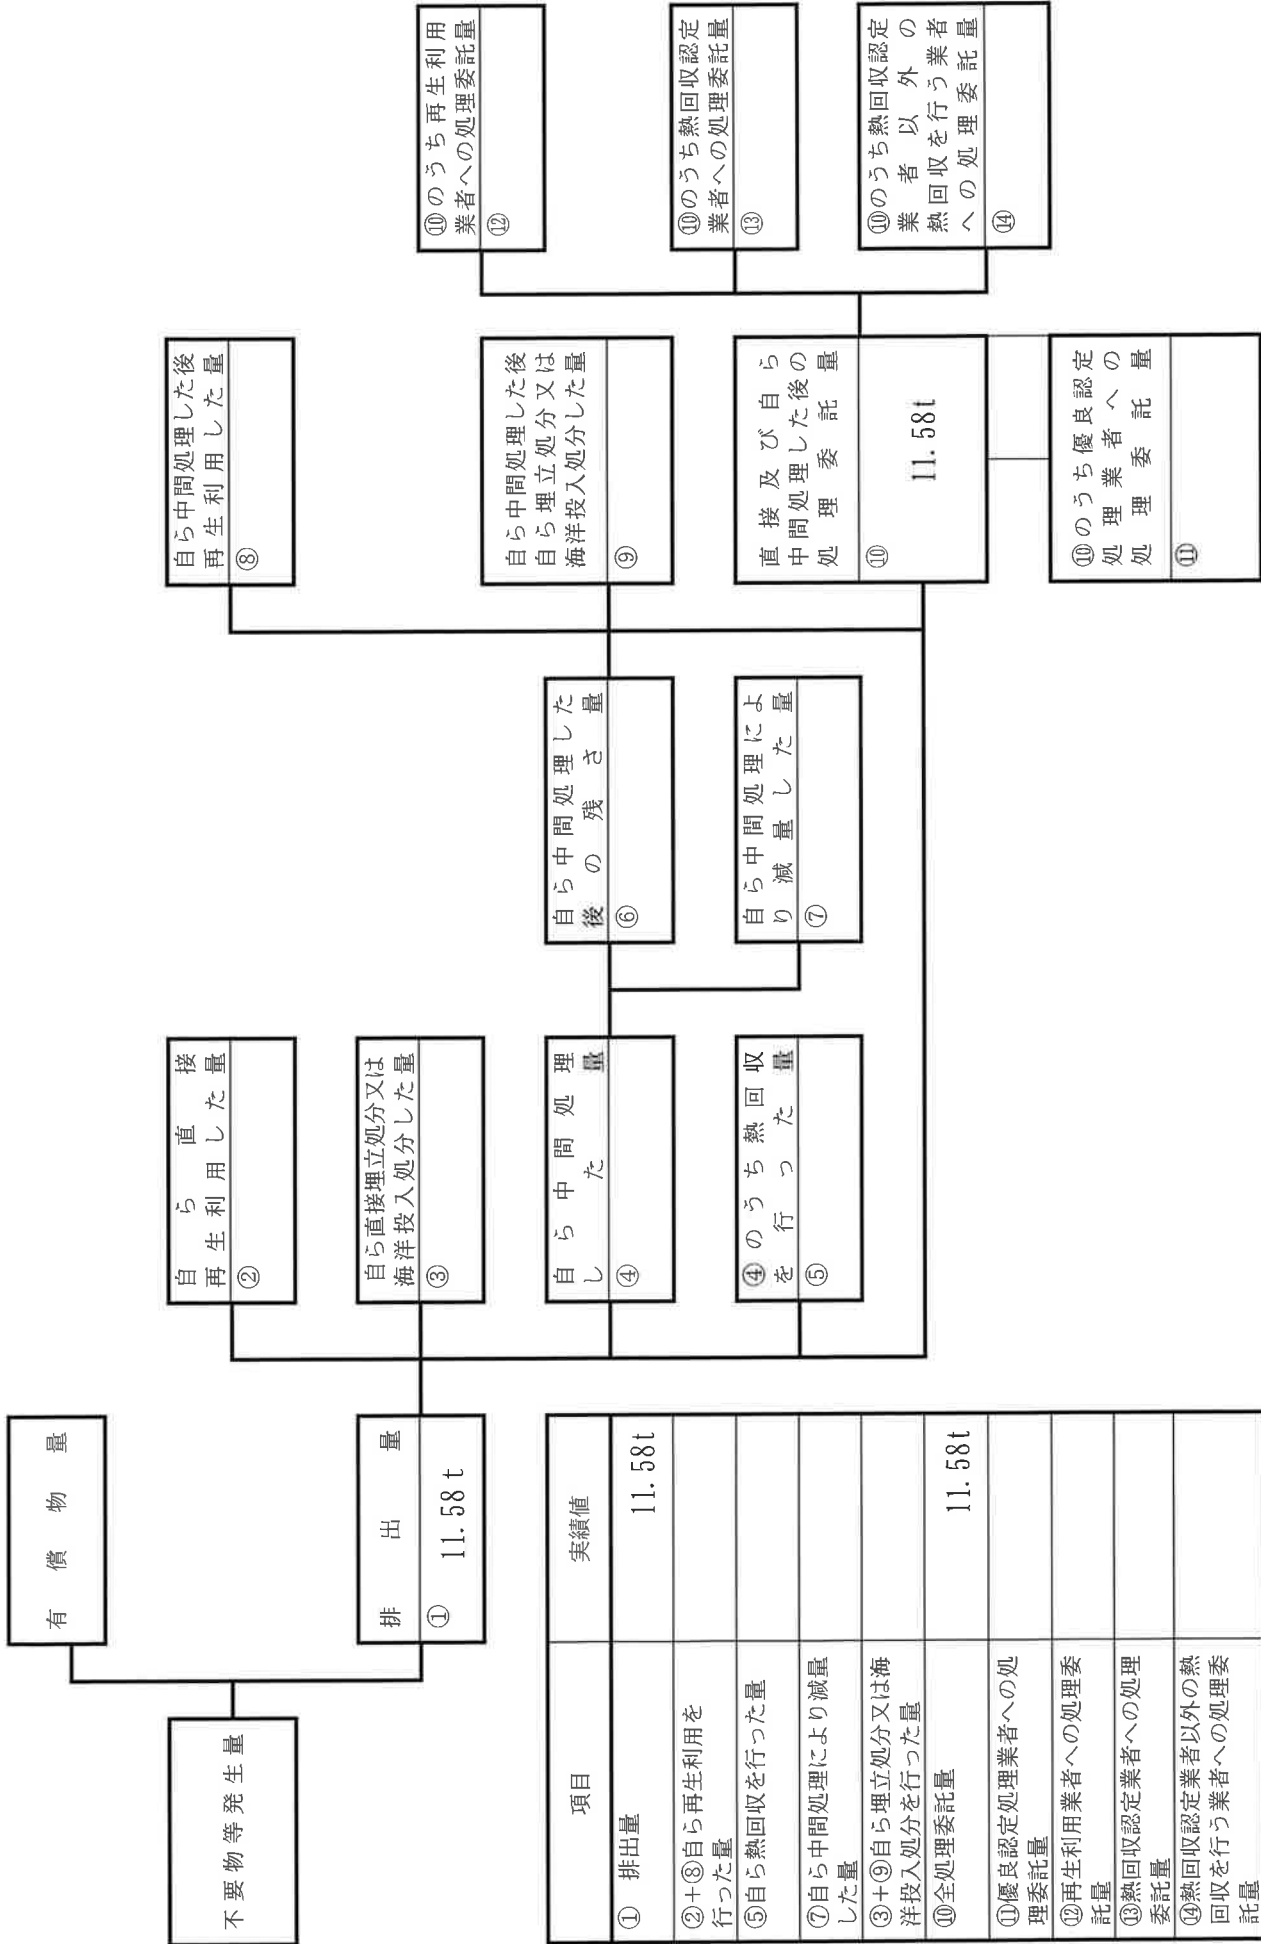 有償物量
不要物等発生量
排出量
① 11.58t
自ら直接
再生利用した量
②
自ら直接埋立処分又は
海洋投入処分した量
③
自ら中間処理
した量
④
④のうち熱回収
を行った量
⑤
自ら中間処理した
後の残さ量
⑥
自ら中間処理によ
り減量した量
⑦
自ら中間処理した後
再生利用した量
⑧
自ら中間処理した後
自ら埋立処分又は
海洋投入処分した量
⑨
直接及び自ら
中間処理した後の
処理委託量
⑩
11.58t
⑩のうち優良認定
処理業者への
処理委託量
⑪
⑩のうち再生利用
業者への処理委託量
⑫
⑩のうち熱回収認定
業者への処理委託量
⑬
⑩のうち熱回収認定
業者以外の
熱回収を行う業者
への処理委託量
⑭
項目 実績値
① 排出量 11.58t
②+⑧自ら再生利用を
行った量
⑤自ら熱回収を行った量
⑦自ら中間処理により減量
した量
③+⑨自ら埋立処分又は海
洋投入処分を行った量
⑩全処理委託量 11.58t
⑪優良認定処理業者への処
理委託量
⑫再生利用業者への処理委
託量
⑬熱回収認定業者への処理
委託量
⑭熱回収認定業者以外の熱
回収を行う業者への処理委
託量